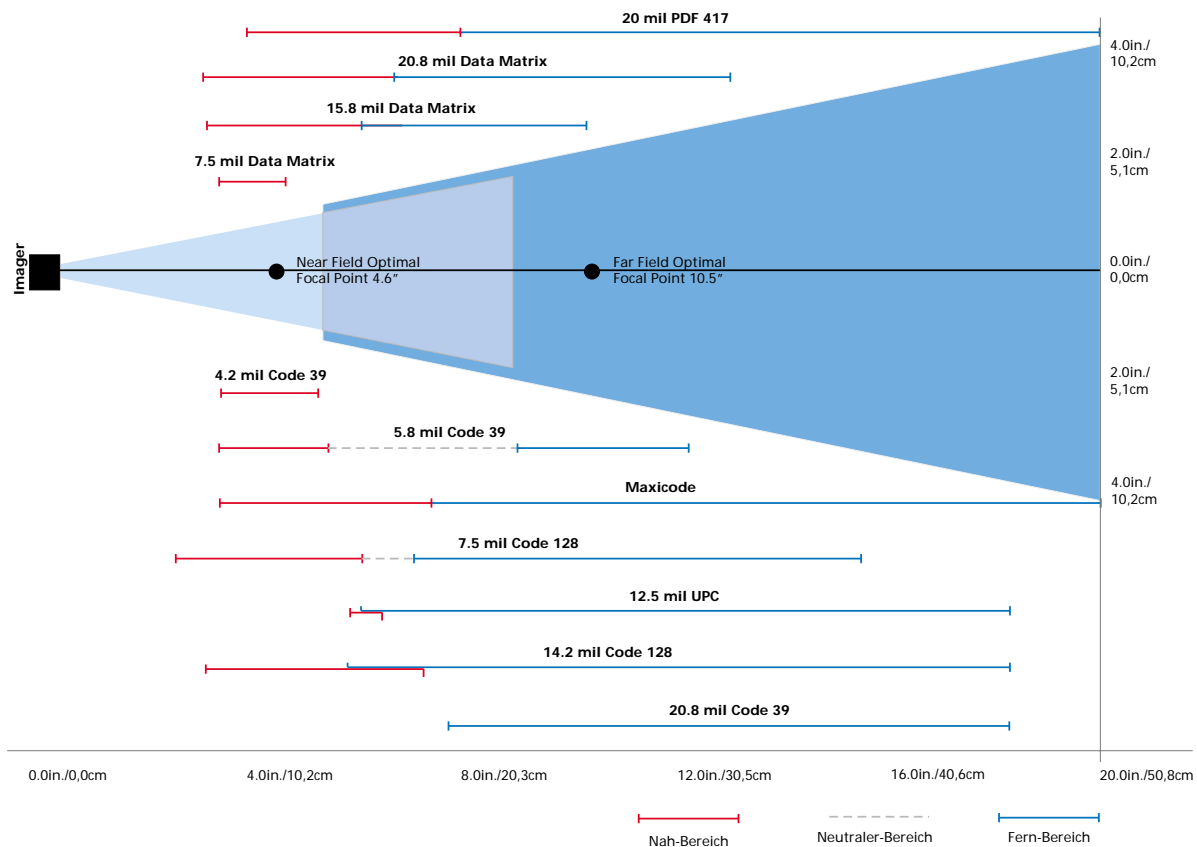 20 mil PDF 417
4.0in./
10,2cm
20.8 mil Data Matrix
15.8 mil Data Matrix
2.0in./
5,1cm
7.5 mil Data Matrix
Imager
Near Field Optimal
Focal Point 4.6”
Far Field Optimal
Focal Point 10.5”
0.0in./
0,0cm
4.2 mil Code 39
2.0in./
5,1cm
5.8 mil Code 39
Maxicode
4.0in./
10,2cm
7.5 mil Code 128
12.5 mil UPC
14.2 mil Code 128
20.8 mil Code 39
0.0in./0,0cm
4.0in./10,2cm
8.0in./20,3cm
12.0in./30,5cm
16.0in./40,6cm
20.0in./50,8cm
Nah-Bereich
Neutraler-Bereich
Fern-Bereich